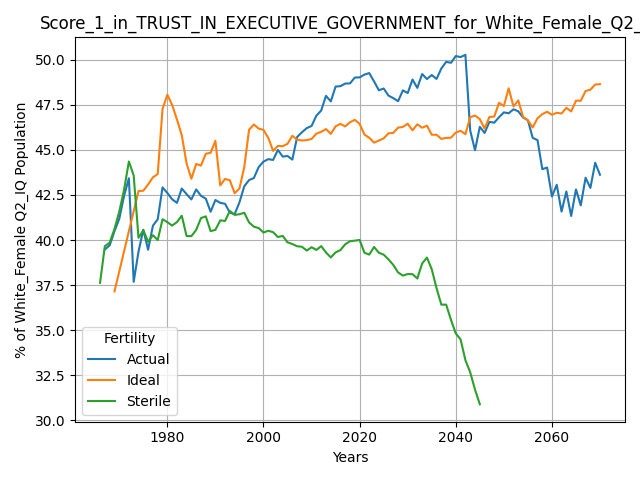 Score_1_in_TRUST_IN_EXECUTIVE_GOVERNMENT_for_White_Female_Q2_
50.0
47.5
45.0
42.5
40.0
37.5
35.0
32.5
30.0
% of White_Female Q2_IQ Population
Fertility
Actual
Ideal
Sterile
1980 2000 2020 2040 2060
Years